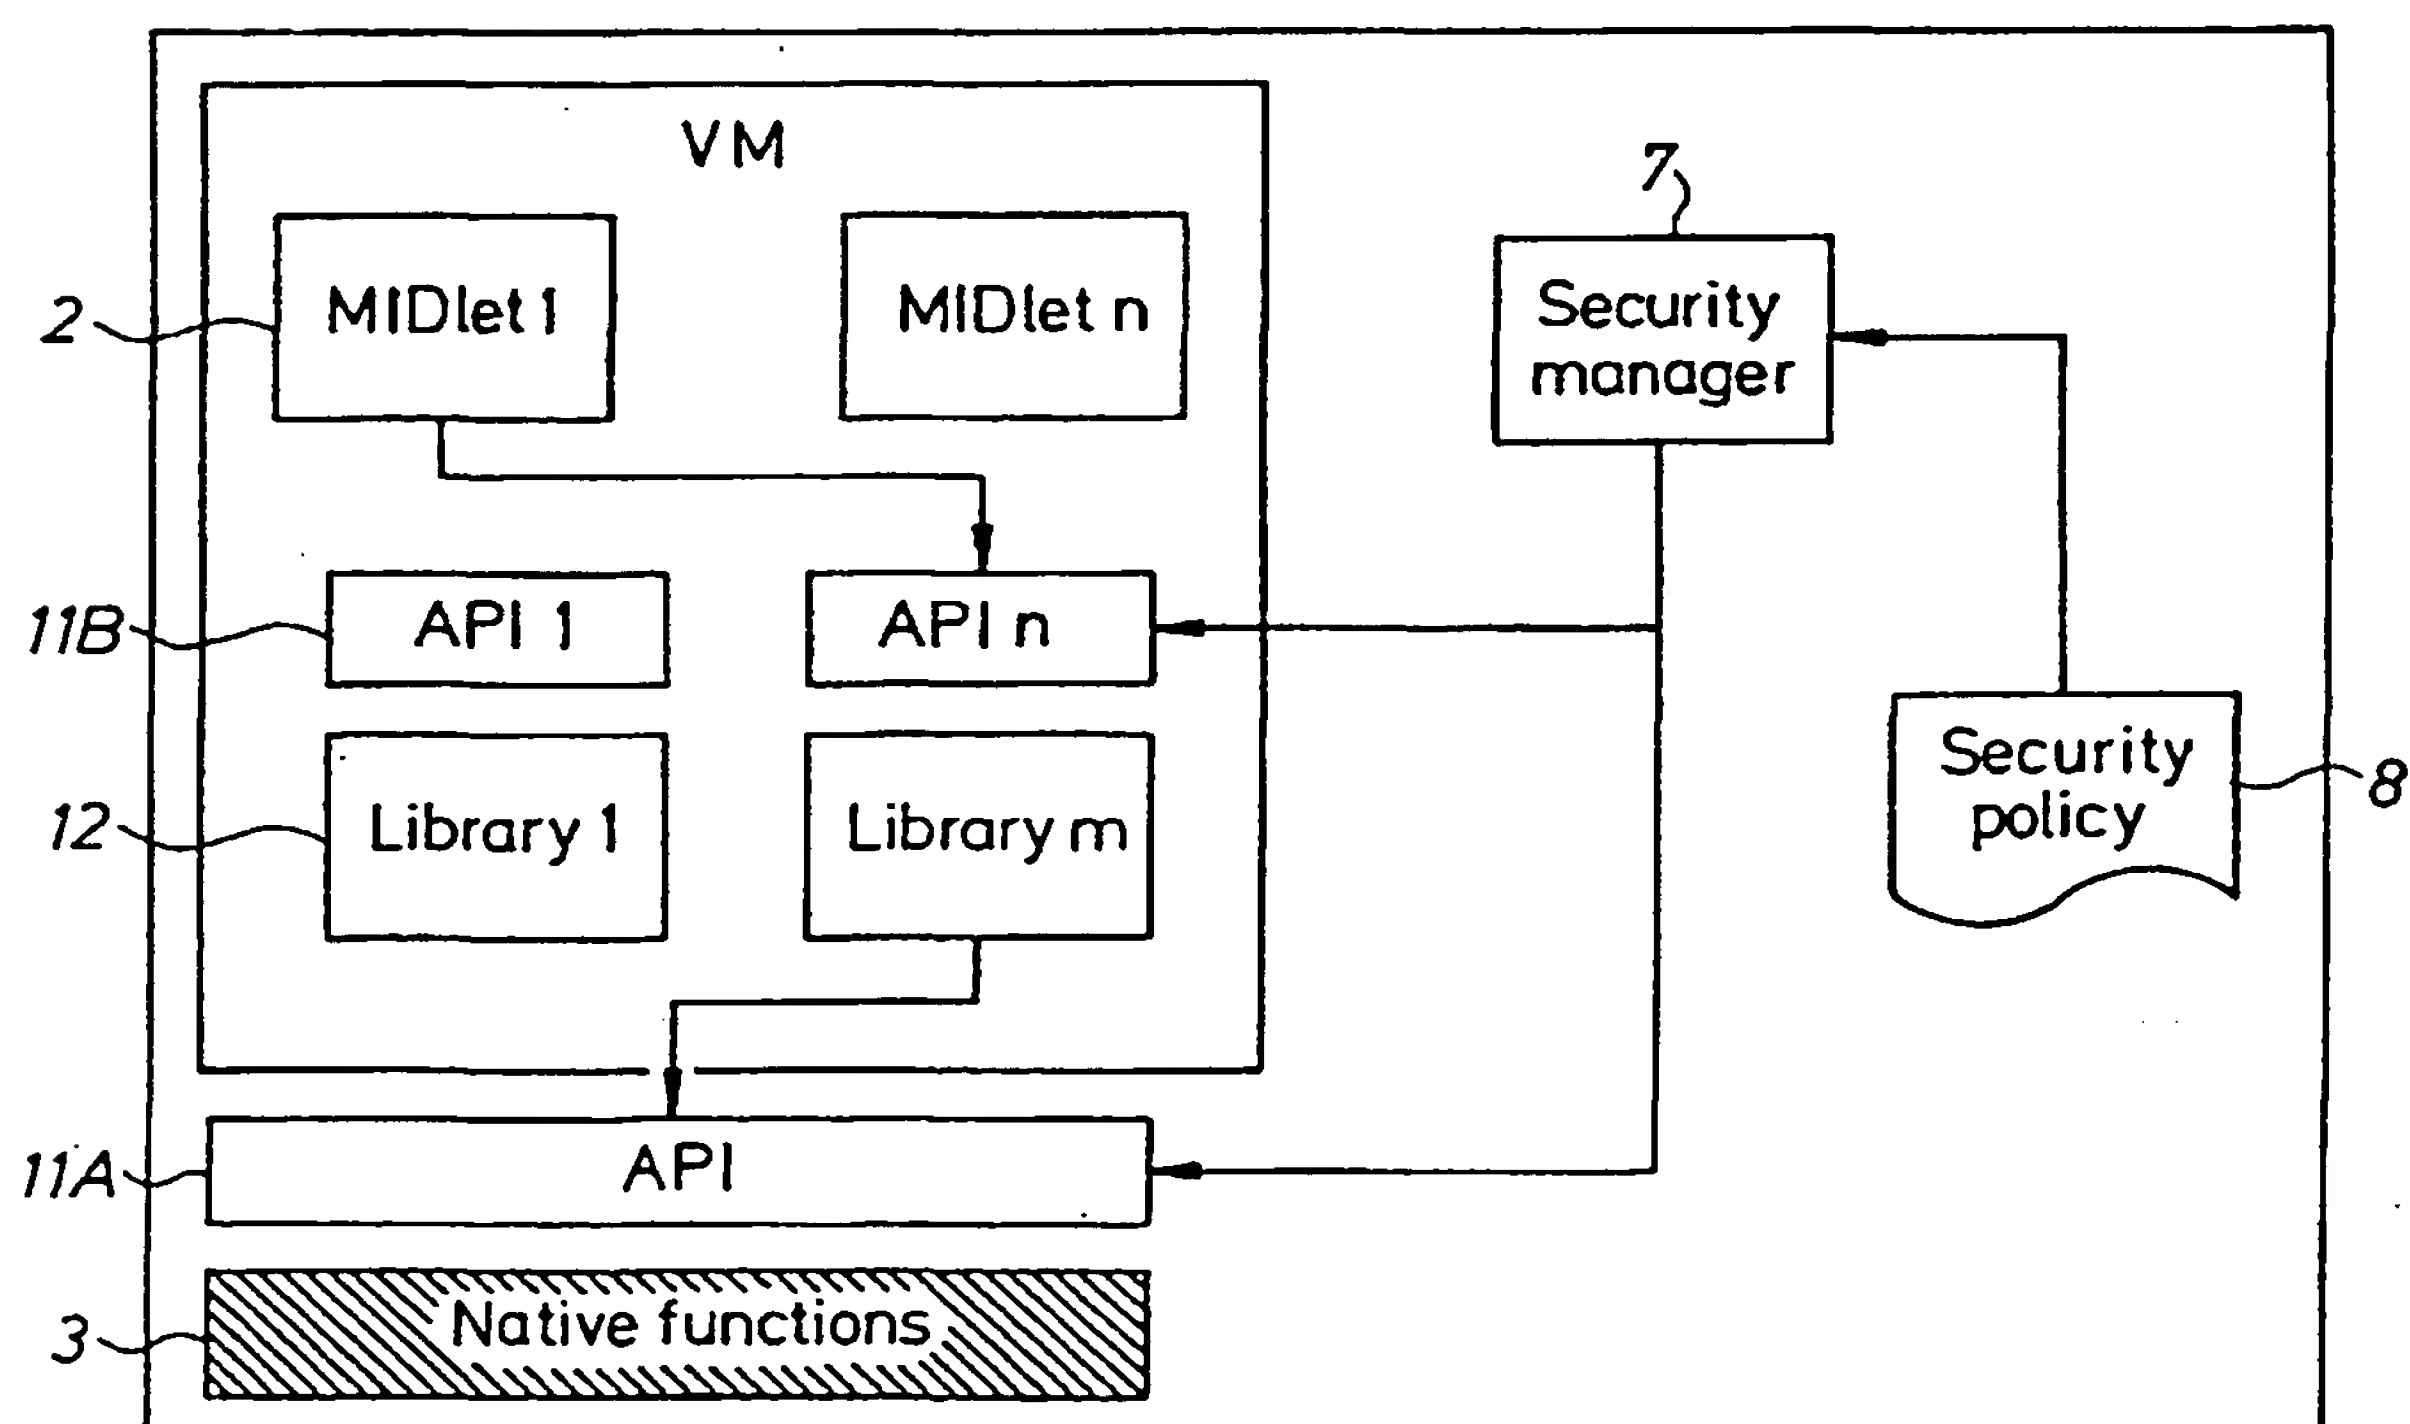 VM
7
2
MIDlet 1
MIDlet n
Security
manager
11B
API 1
API n
Security
policy
8
12
Library 1
Library m
11A
API
3
Native functions